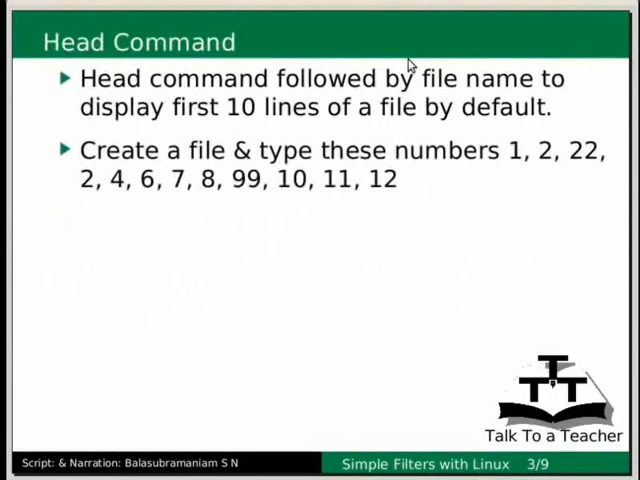 Head Command
Head command followed by file name to
display first 10 lines of a file by default.
Create a file & type these numbers 1, 2, 22,
2, 4, 6, 7, 8, 99, 10, 11, 12
T
T T
Talk To a Teacher
Script: & Narration: Balasubramaniam S N
Simple Filters with Linux 3/9